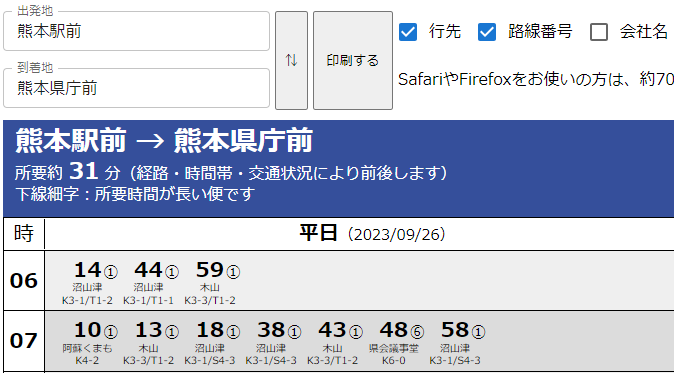 出発地
熊本駅前
到着地
熊本県庁前
印刷する
行先 路線番号 会社名
SafariやFirefoxをお使いの方は、約70
熊本駅前 → 熊本県庁前
所要約 31 分（経路・時間帯・交通状況により前後します）
下線細字：所要時間が長い便です
時 平日（2023/09/26）
06 14① 44① 59①
沼山津 沼山津 木山
K3-1/T1-2 K3-1/T1-1 K3-3/T1-2
07 10① 13① 18① 38① 43① 48⑥ 58①
阿蘇くまもと 木山 沼山津 沼山津 木山 県会議事堂 沼山津
K4-2 K3-3/T1-2 K3-1/S4-3 K3-1/S4-3 K3-3/T1-2 K6-0 K3-1/S4-3